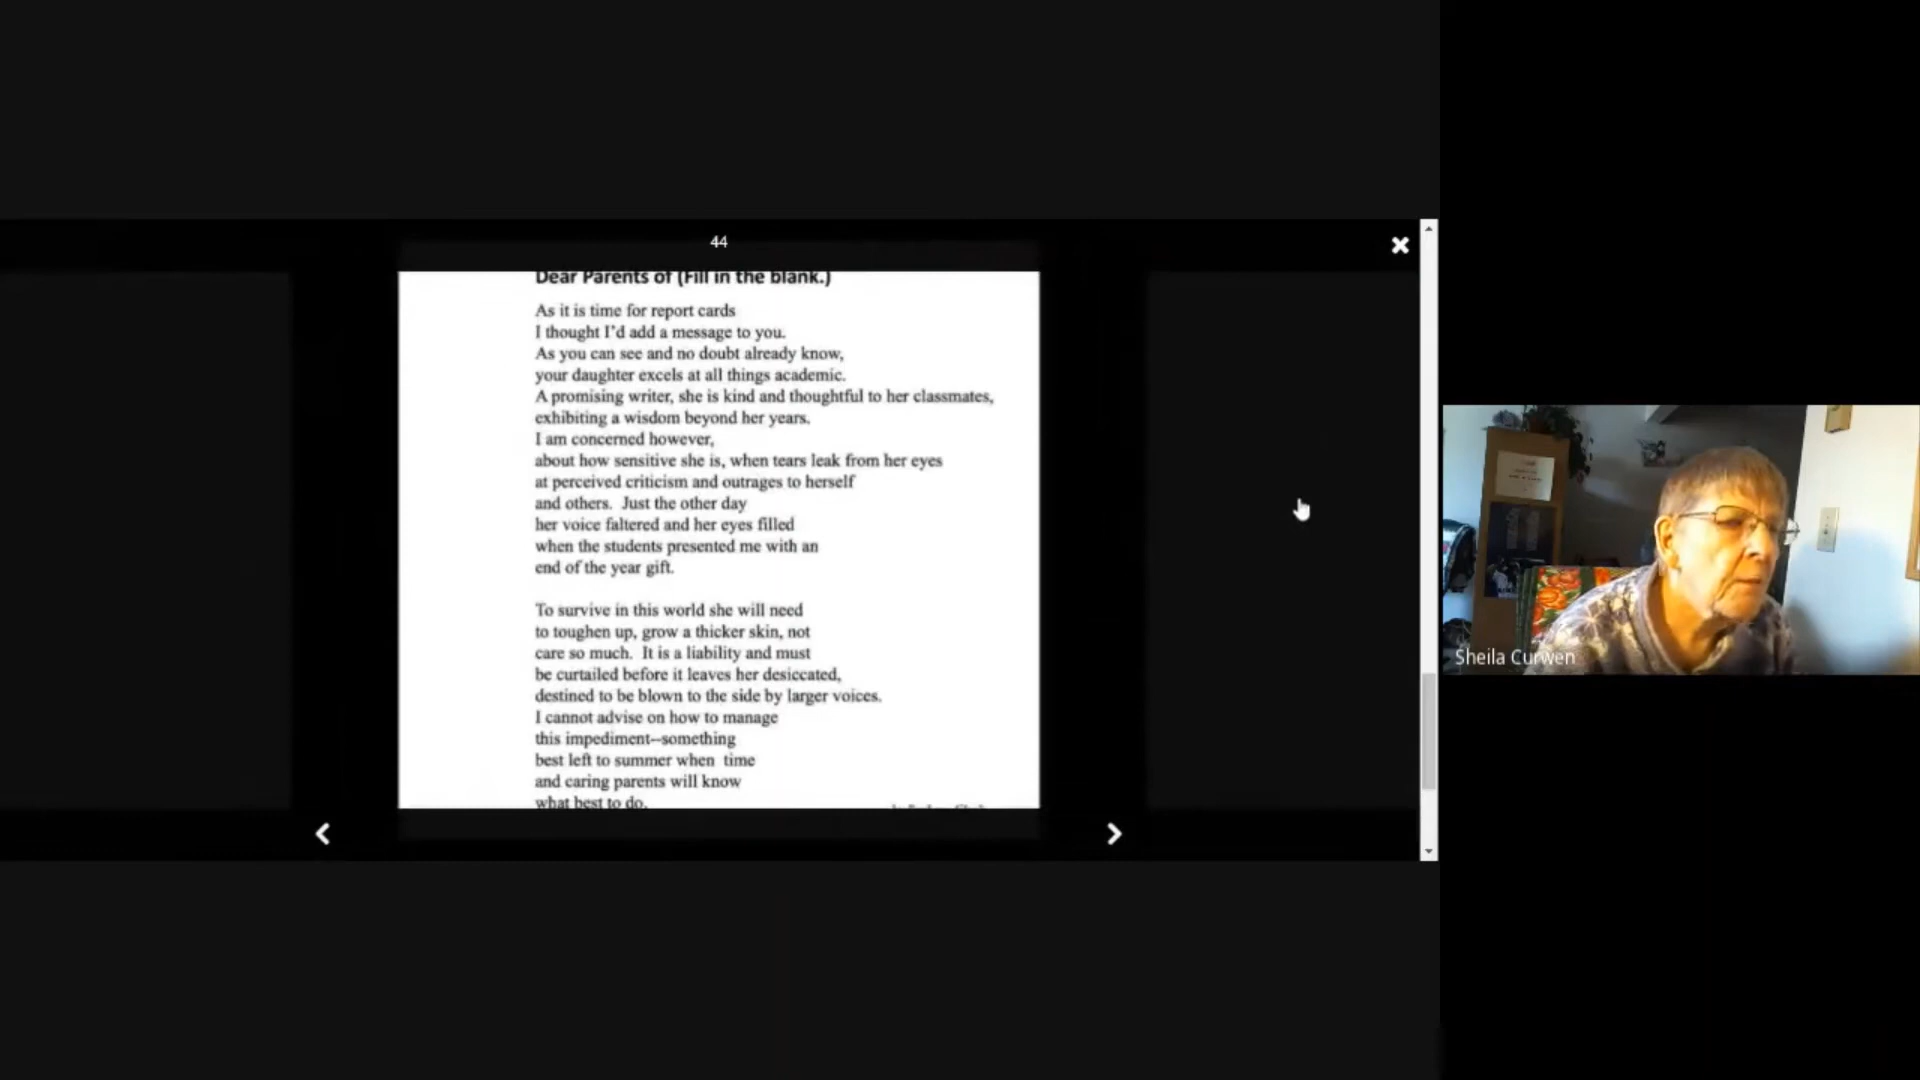 44
Dear Parents of (Fill in the blank.)
As it is time for report cards
I thought I'd add a message to you.
As you can see and no doubt already know,
your daughter excels at all things academic.
A promising writer, she is kind and thoughtful to her classmates,
exhibiting a wisdom beyond her years.
I am concerned however,
about how sensitive she is, when tears leak from her eyes
at perceived criticism and outrages to herself
and others.  Just the other day
her voice faltered and her eyes filled
when the students presented me with an
end of the year gift.
To survive in this world she will need
to toughen up, grow a thicker skin, not
care so much.  It is a liability and must
be curtailed before it leaves her desiccated,
destined to be blown to the side by larger voices.
I cannot advise on how to manage
this impediment--something
best left to summer when  time
and caring parents will know
what best to do.
Sheila Curwen